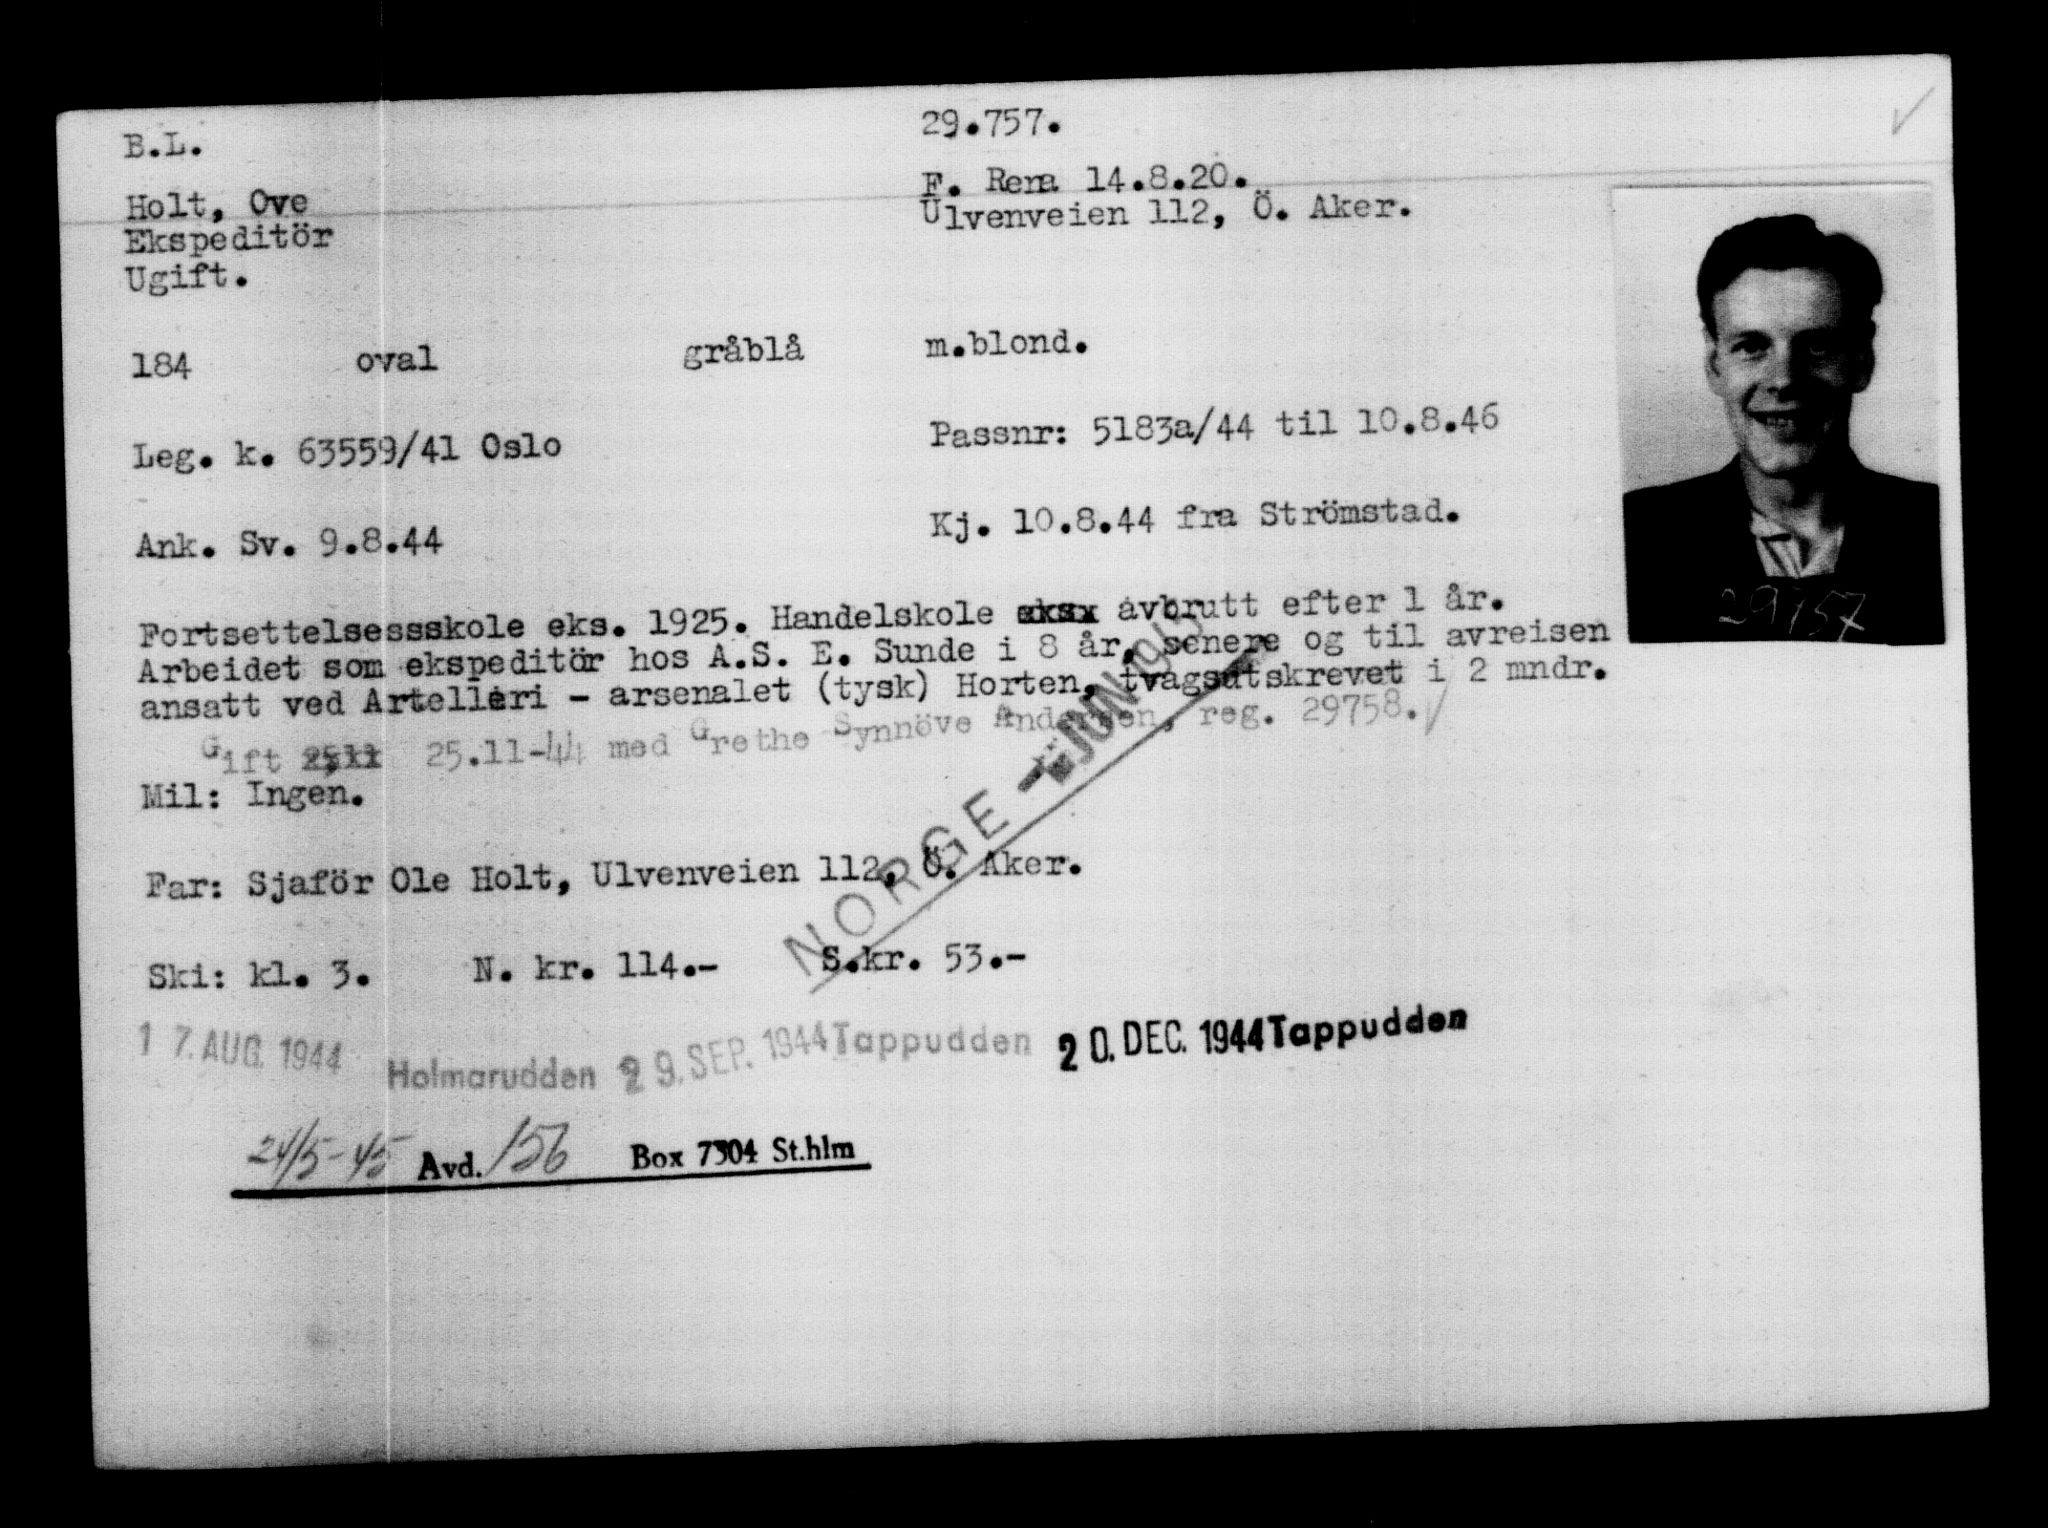 B.L.
29.757.
Holt, Ove
F. Rena 14.8.20.
Ekspeditör
Ulvenveien 112, Ö. Aker.
Ugift.
184 oval gråblå m.blond.
Leg. k. 63559/41 Oslo
Passnr: 5183a/44 til 10.8.46
Ank. Sv. 9.8.44
Kj. 10.8.44 fra Strömstad.
29757
Fortsettelsessskole eks. 1925. Handelskole avbrutt efter 1 år.
Arbeidet som ekspeditör hos A.S. E. Sunde i 8 år, senere og til avreisen
ansatt ved Artelleri - arsenalet (tysk) Horten, tvagsutskrevet i 2 mndr.
Gift 25.11-44 med Grethe Synnöve Andersen, reg. 29758.
Mil: Ingen.
NORGE - JUNI
Far: Sjaför Ole Holt, Ulvenveien 112, Ö. Aker.
Ski: kl. 3. N. kr. 114.- S.kr. 53.-
17. AUG. 1944 Holmarudden 29. SEP. 1944 Tappudden 20. DEC. 1944 Tappudden
24/5-45 Avd. 156 Box 7304 St.hlm